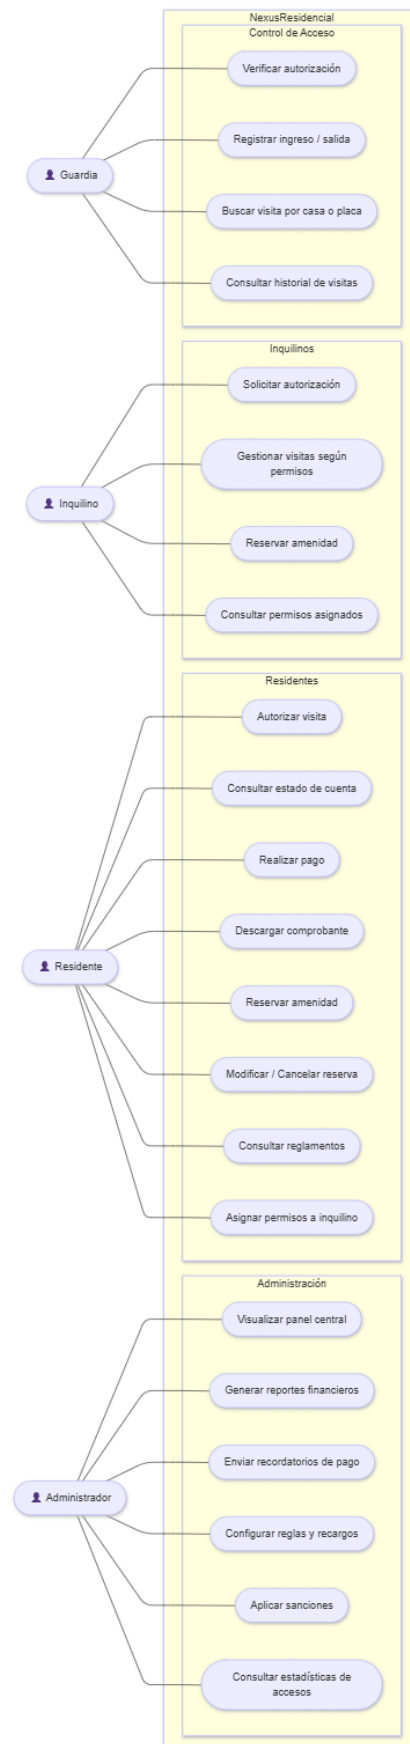 NexusResidencial
Control de Acceso
Verificar autorización
Registrar ingreso / salida
Guardia
Buscar visita por casa o placa
Consultar historial de visitas
Inquilinos
Solicitar autorización
Gestionar visitas según
permisos
Inquilino
Reservar amenidad
Consultar permisos asignados
Residentes
Autorizar visita
Consultar estado de cuenta
Realizar pago
Descargar comprobante
Residente
Reservar amenidad
Modificar / Cancelar reserva
Consultar reglamentos
Asignar permisos a inquilino
Administración
Visualizar panel central
Generar reportes financieros
Enviar recordatorios de pago
Administrador
Configurar reglas y recargos
Aplicar sanciones
Consultar estadísticas de
accesos